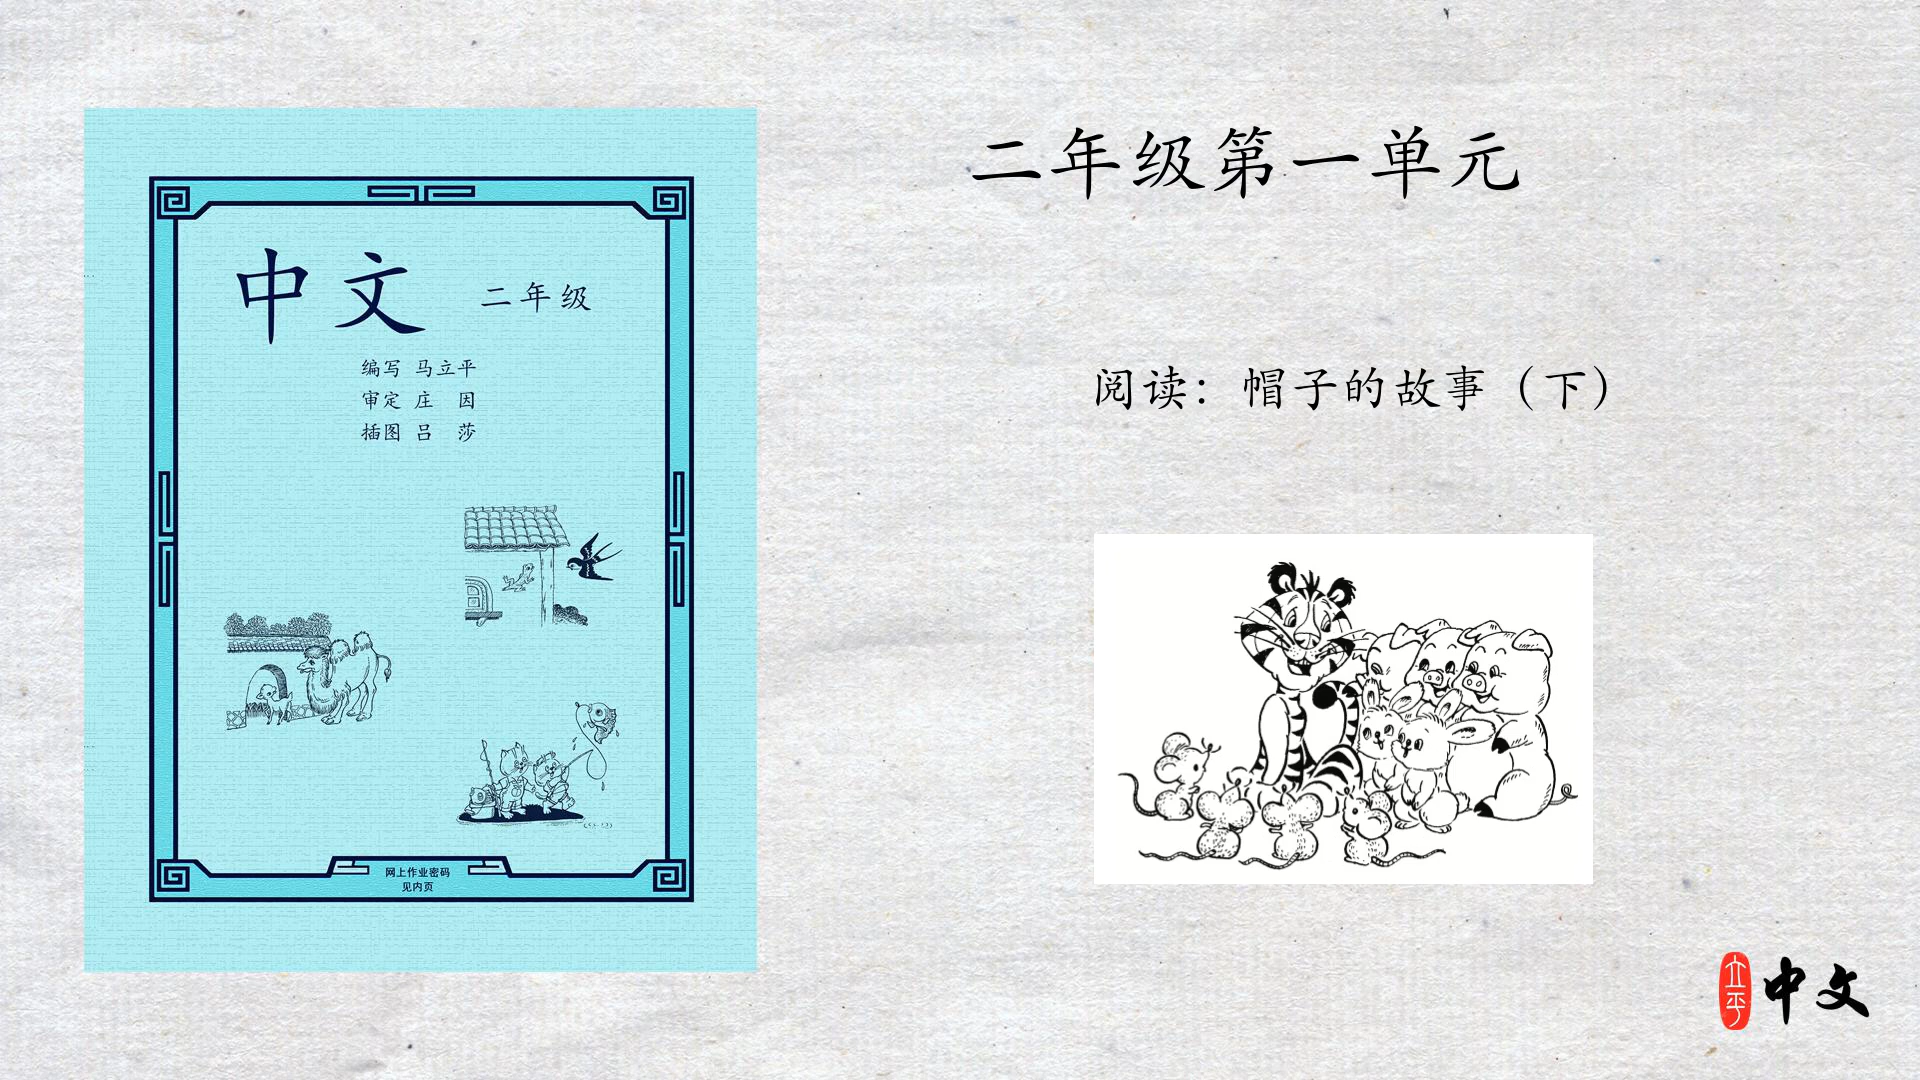 中文 二年级
编写 马立平
审定 庄 因
插图 吕 莎
网上作业密码
见内页
二年级第一单元
阅读：帽子的故事（下）
立平 中文